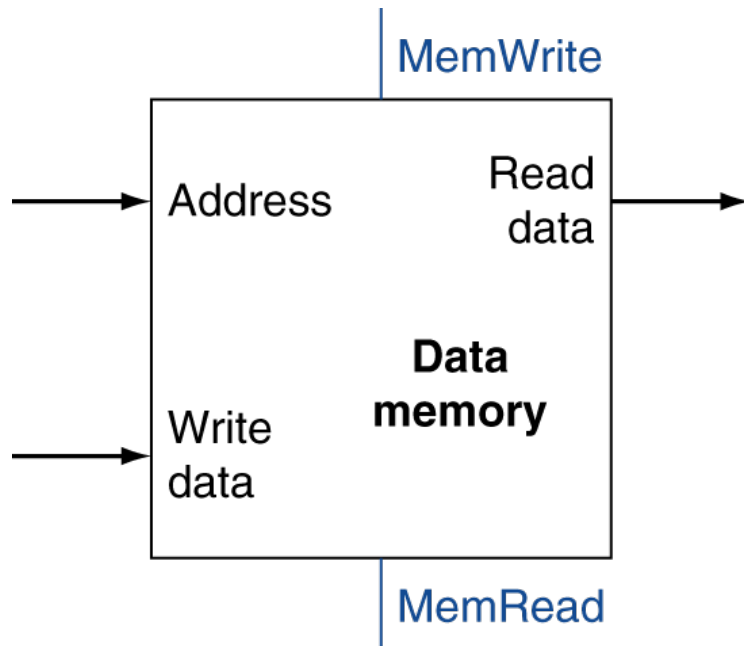 MemWrite
Address
Read
data
Data
memory
Write
data
MemRead